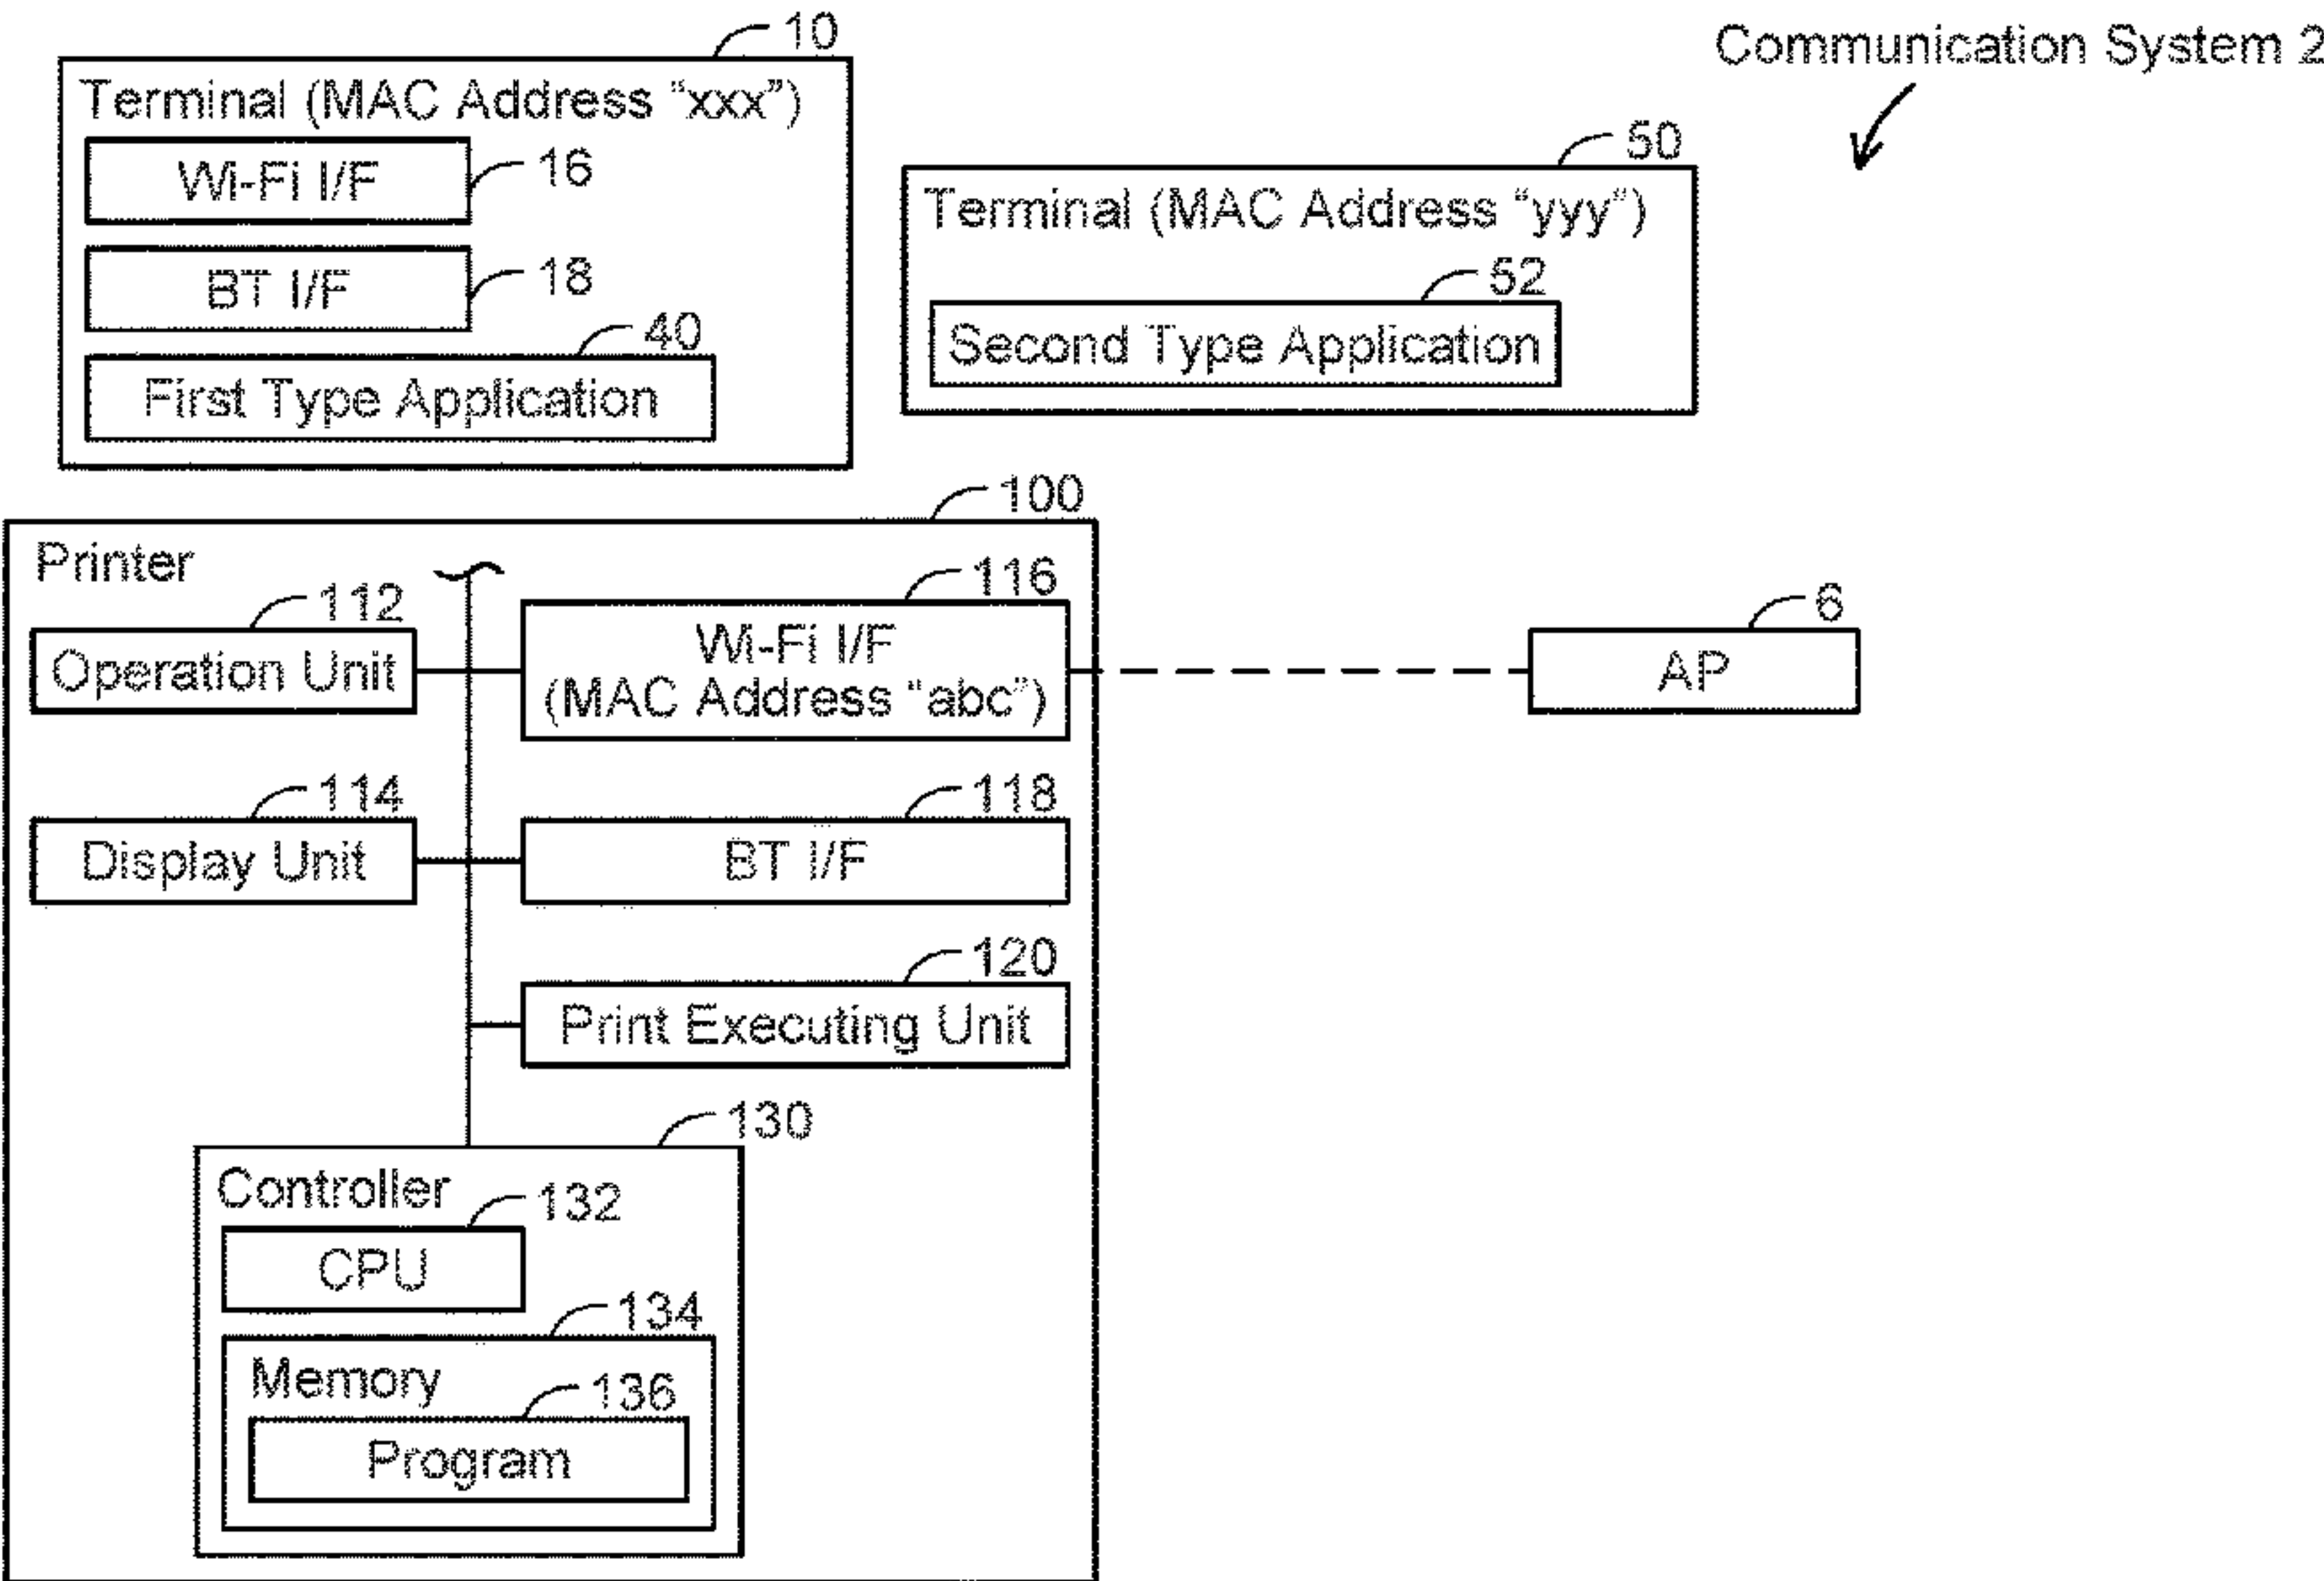 Communication System 2
10
Terminal (MAC Address "xxx")
Wi-Fi I/F
16
BT I/F
18
40
First Type Application
50
Terminal (MAC Address "yyy")
52
Second Type Application
100
Printer
112
Operation Unit
116
Wi-Fi I/F
(MAC Address "abc")
6
AP
114
Display Unit
118
BT I/F
120
Print Executing Unit
130
Controller
132
CPU
134
Memory
136
Program